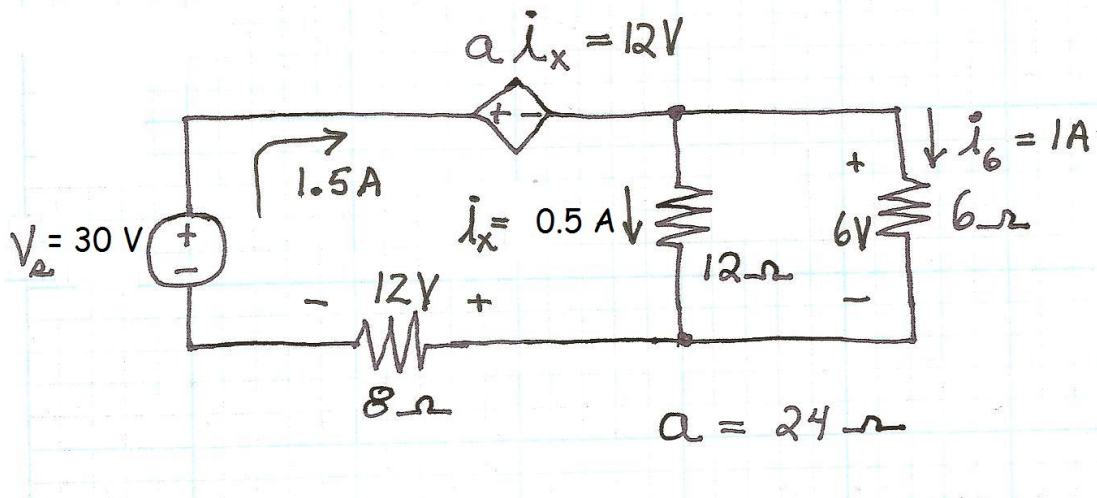 a iₓ = 12V
1.5A
i₆ = 1A
Vₛ = 30 V
+
−
+ −
iₓ= 0.5 A
12Ω
+
6V
−
6Ω
− 12V +
8Ω
a = 24Ω